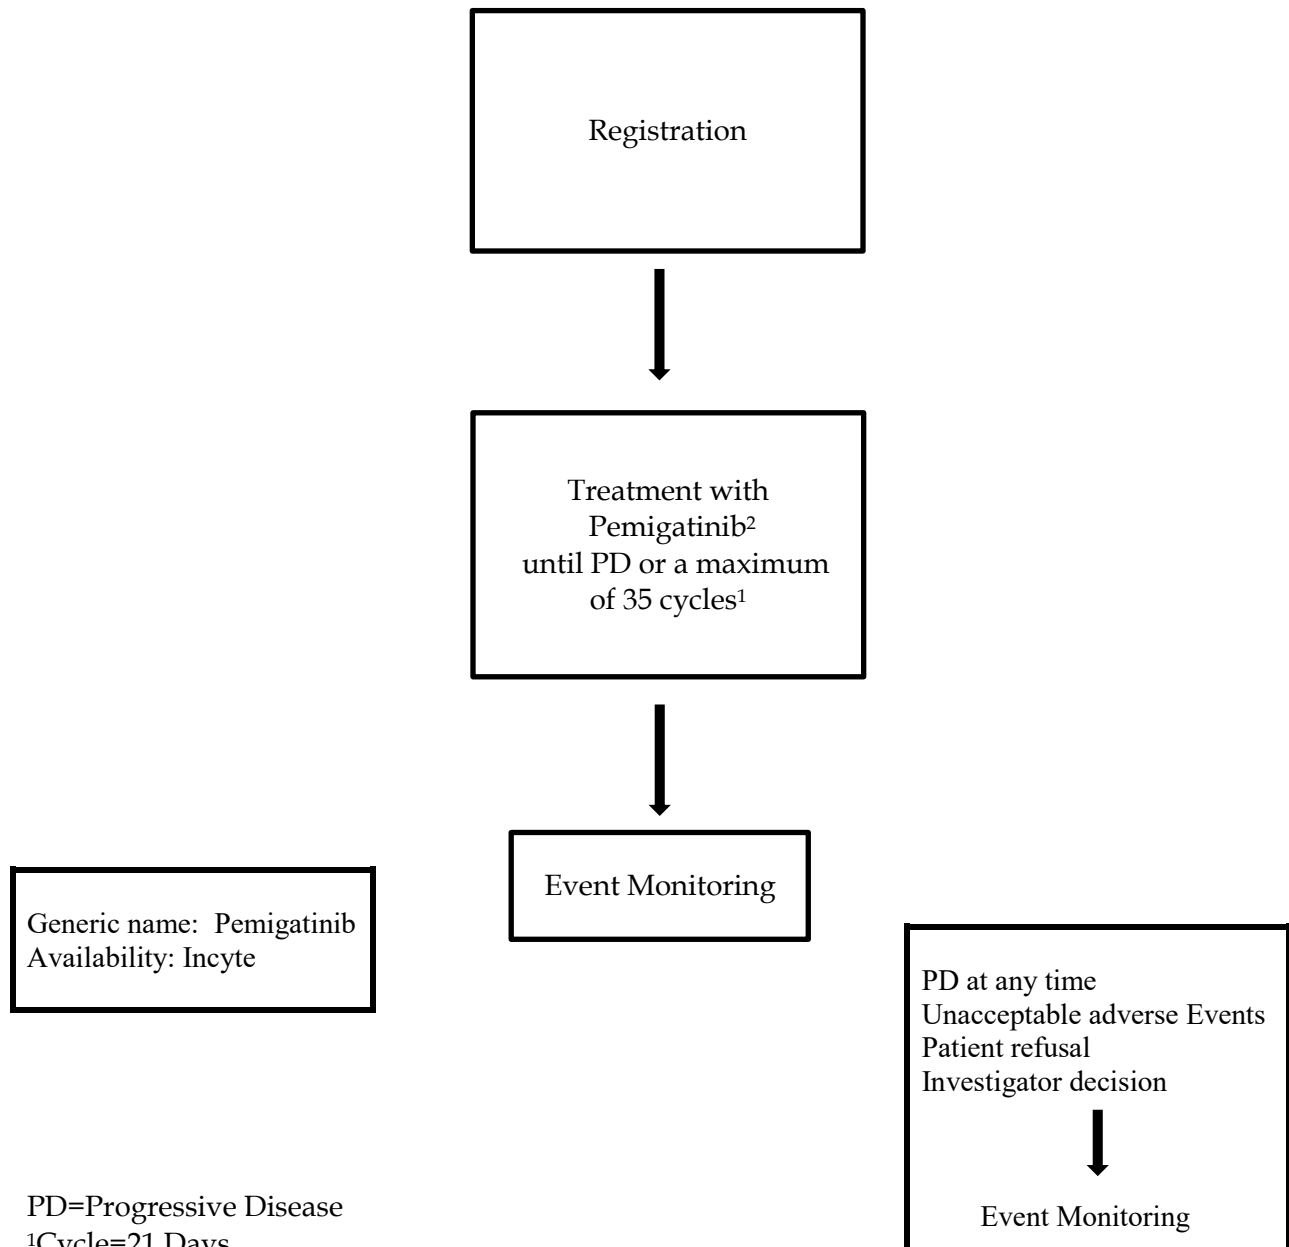 Registration
Treatment with
Pemigatinib²
until PD or a maximum
of 35 cycles¹
Event Monitoring
Generic name: Pemigatinib
Availability: Incyte
PD at any time
Unacceptable adverse Events
Patient refusal
Investigator decision
Event Monitoring
PD=Progressive Disease
¹Cycle=21 Days